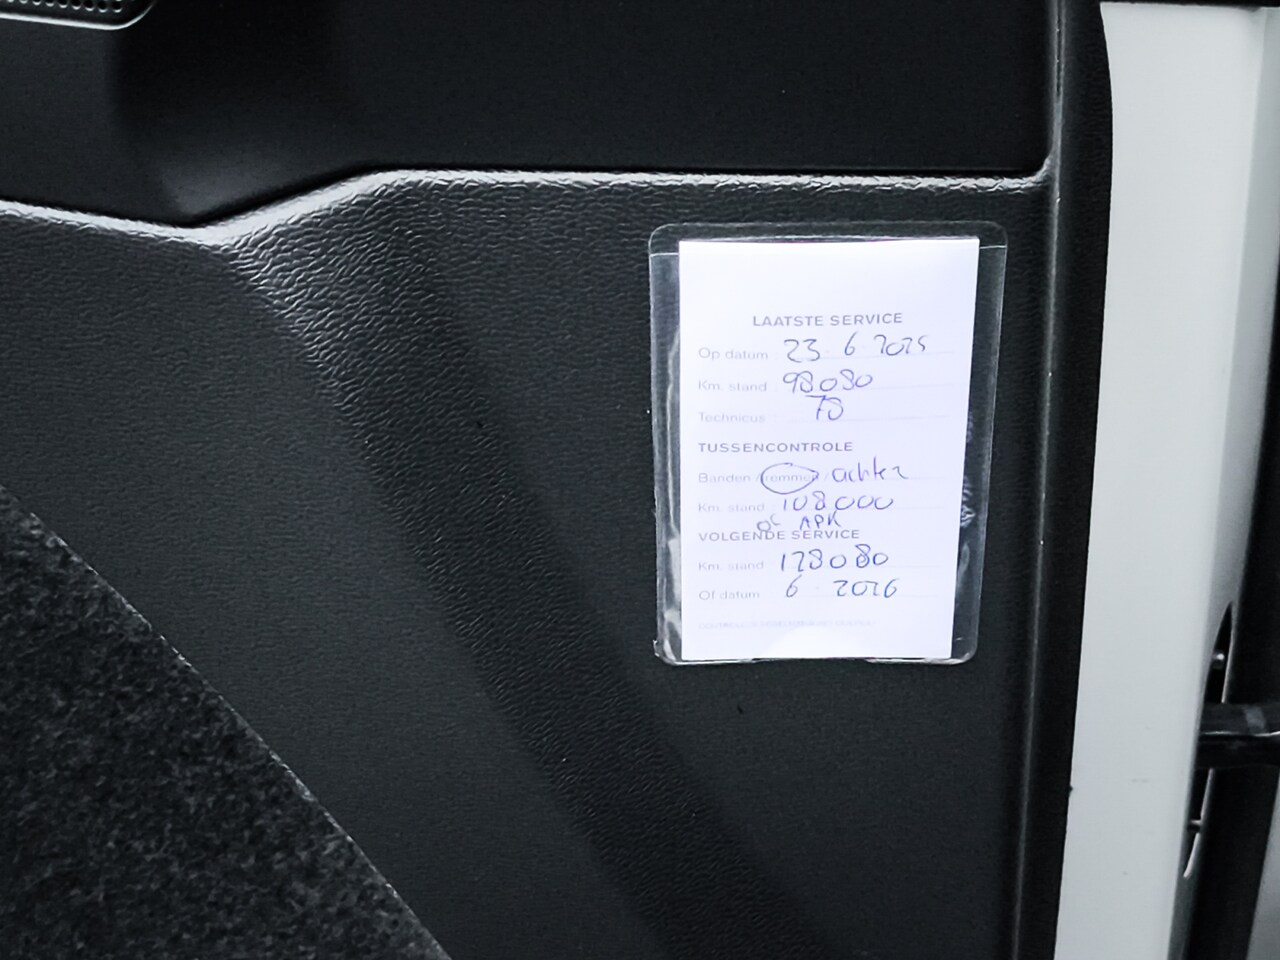 LAATSTE SERVICE
Op datum : 23 · 6 · 2025
Km. stand : 98080
Technicus : 78
TUSSENCONTROLE
Banden / remmen / achter
Km. stand : 108000
of APK
VOLGENDE SERVICE
Km. stand : 128080
Of datum : 6 · 2026